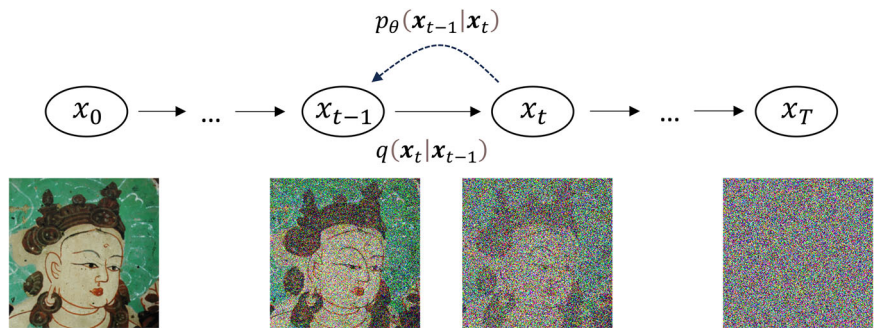 p_θ(x_{t−1}|x_t)
x_0 ... x_{t−1} x_t ... x_T
q(x_t|x_{t−1})